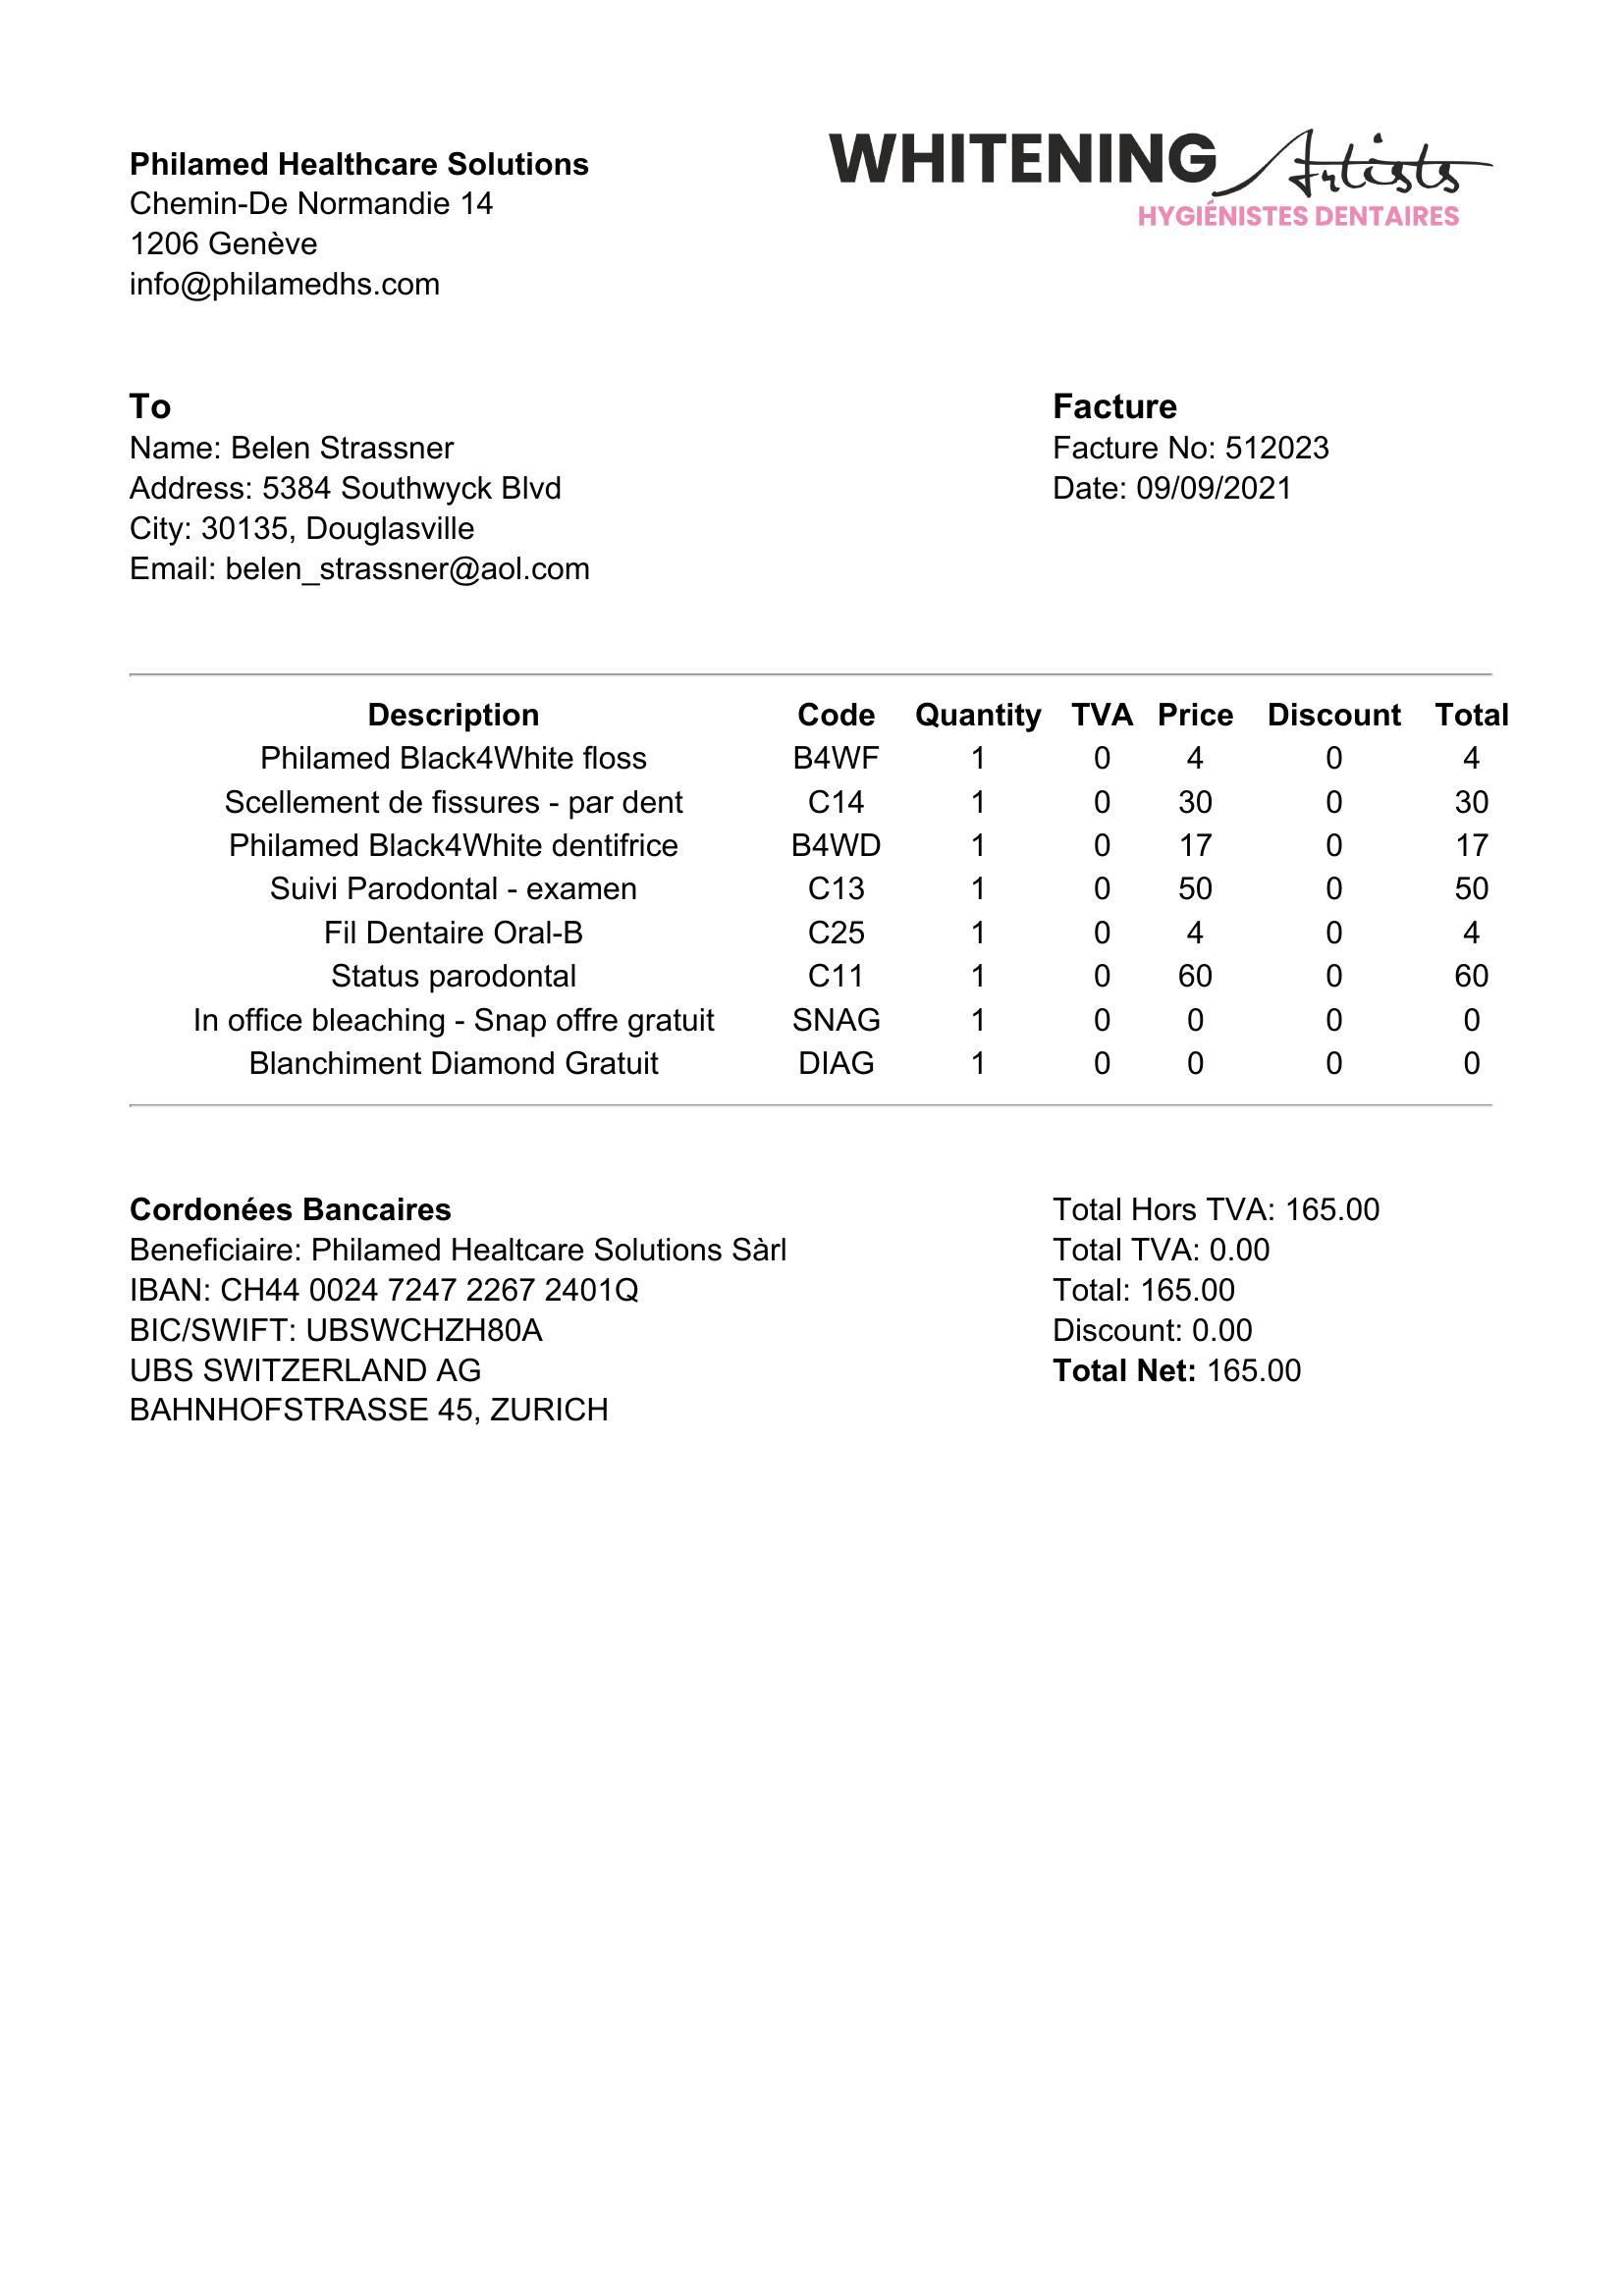 Philamed Healthcare Solutions
Chemin-De Normandie 14
1206 Genève
info@philamedhs.com
WHITENING Artists
HYGIÉNISTES DENTAIRES
To
Name: Belen Strassner
Address: 5384 Southwyck Blvd
City: 30135, Douglasville
Email: belen_strassner@aol.com
Facture
Facture No: 512023
Date: 09/09/2021
Description Code Quantity TVA Price Discount Total
Philamed Black4White floss B4WF 1 0 4 0 4
Scellement de fissures - par dent C14 1 0 30 0 30
Philamed Black4White dentifrice B4WD 1 0 17 0 17
Suivi Parodontal - examen C13 1 0 50 0 50
Fil Dentaire Oral-B C25 1 0 4 0 4
Status parodontal C11 1 0 60 0 60
In office bleaching - Snap offre gratuit SNAG 1 0 0 0 0
Blanchiment Diamond Gratuit DIAG 1 0 0 0 0
Cordonées Bancaires
Beneficiaire: Philamed Healtcare Solutions Sàrl
IBAN: CH44 0024 7247 2267 2401Q
BIC/SWIFT: UBSWCHZH80A
UBS SWITZERLAND AG
BAHNHOFSTRASSE 45, ZURICH
Total Hors TVA: 165.00
Total TVA: 0.00
Total: 165.00
Discount: 0.00
Total Net: 165.00